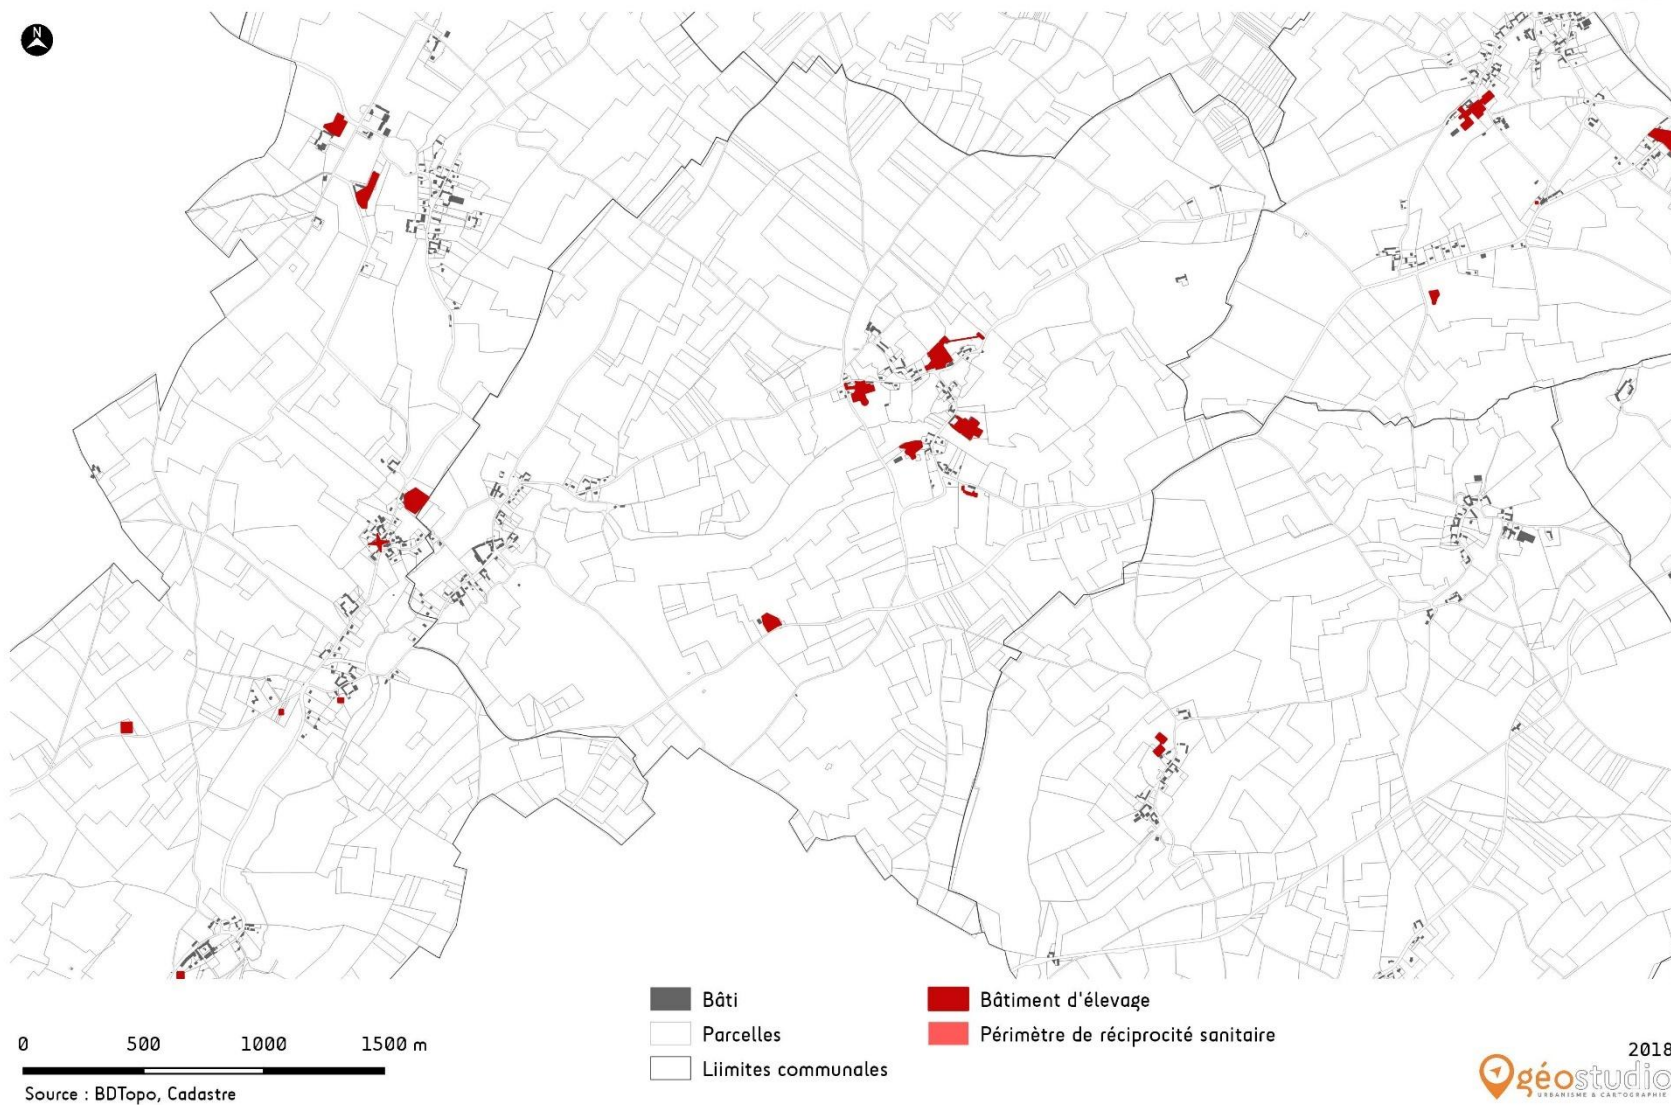 N
Bâti
Parcelles
Liimites communales
Bâtiment d'élevage
Périmètre de réciprocité sanitaire
0 500 1000 1500 m
Source : BDTopo, Cadastre
2018
géostudio
URBANISME & CARTOGRAPHIE